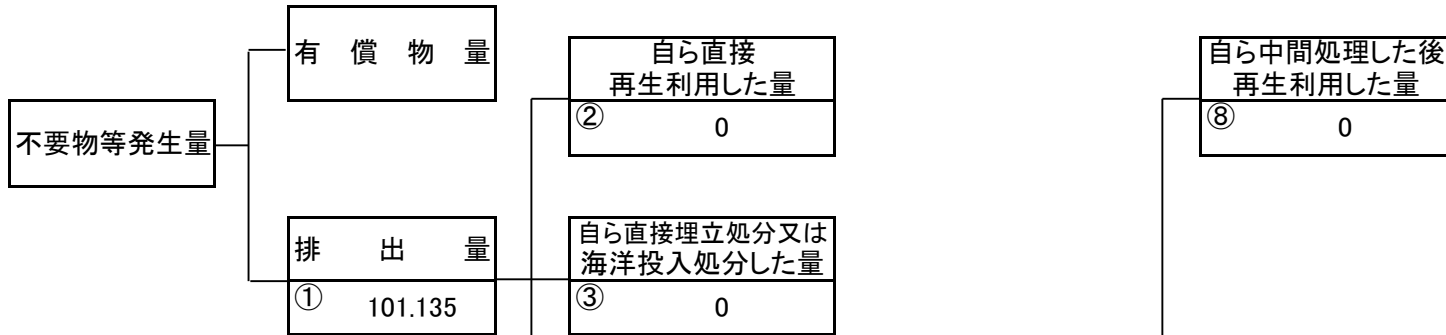 不要物等発生量
有償物量
排出量
① 101.135
自ら直接
再生利用した量
② 0
自ら直接埋立処分又は
海洋投入処分した量
③ 0
自ら中間処理した後
再生利用した量
⑧ 0